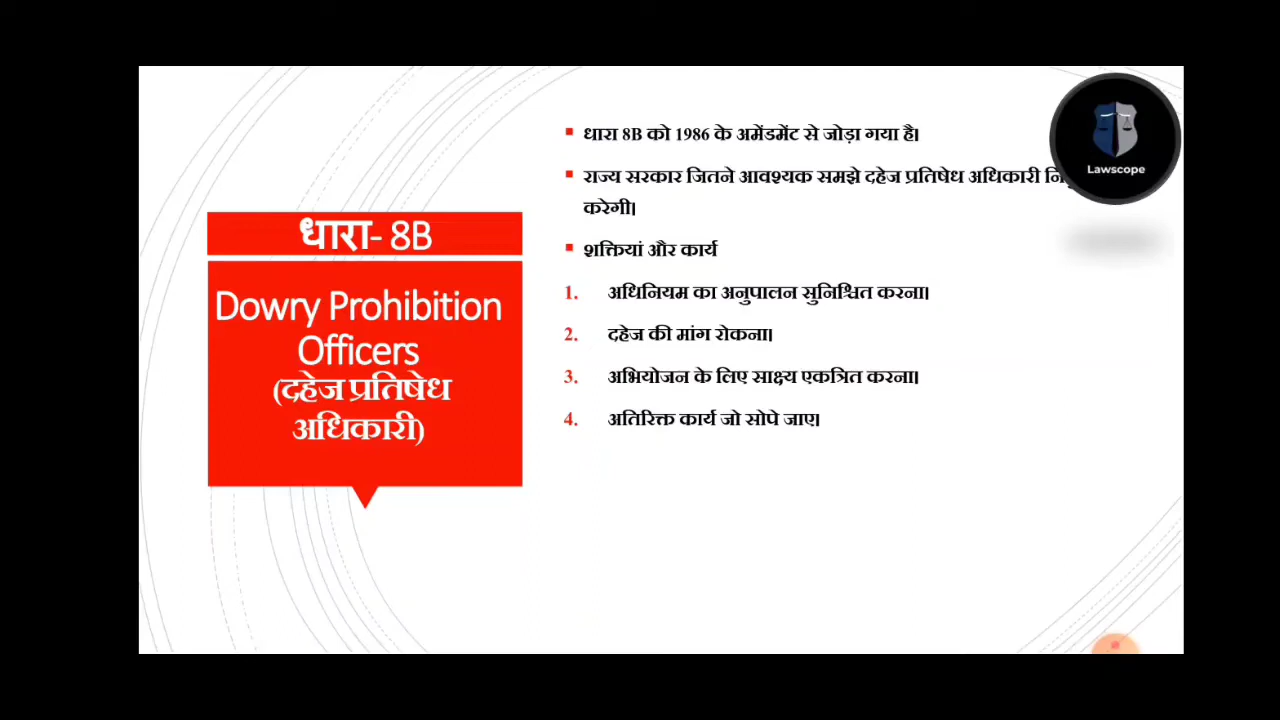 धारा- 8B
Dowry Prohibition
Officers
(दहेज प्रतिषेध
अधिकारी)
धारा 8B को 1986 के अमेंडमेंट से जोड़ा गया है।
राज्य सरकार जितने आवश्यक समझे दहेज प्रतिषेध अधिकारी
करेगी।
शक्तियां और कार्य
1. अधिनियम का अनुपालन सुनिश्चित करना।
2. दहेज की मांग रोकना।
3. अभियोजन के लिए साक्ष्य एकत्रित करना।
4. अतिरिक्त कार्य जो सोपे जाए।
Lawscope